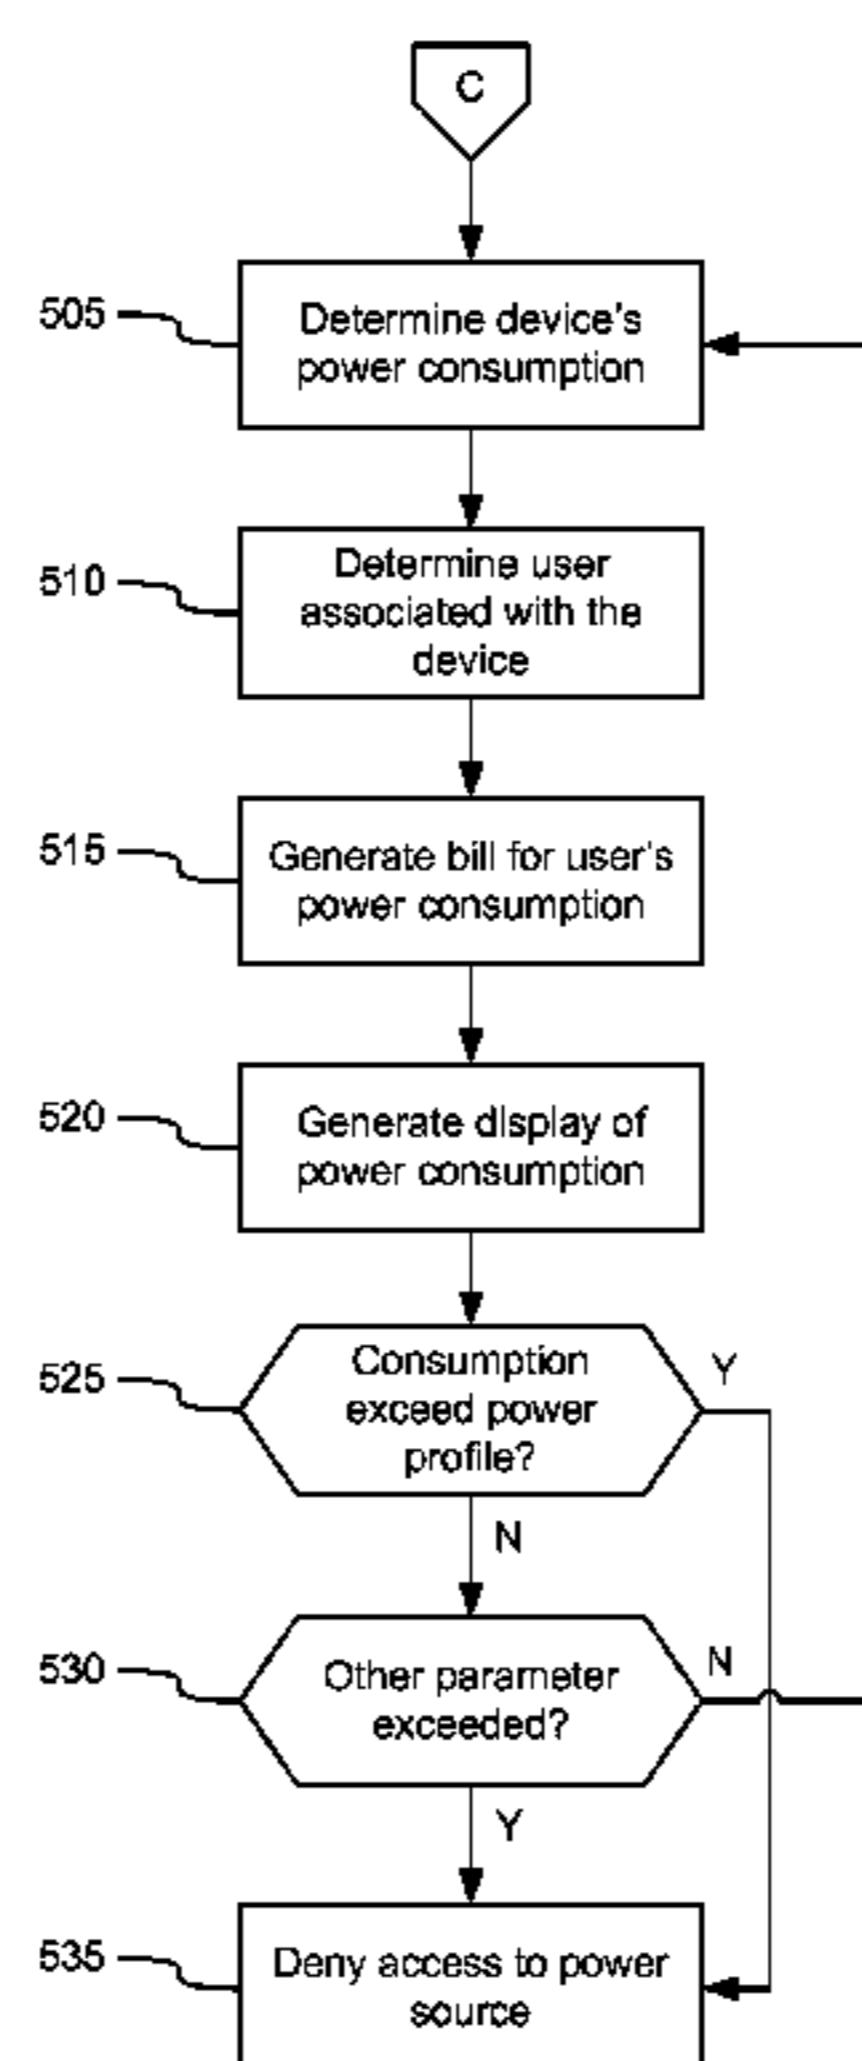 C
505
Determine device's
power consumption
510
Determine user
associated with the
device
515
Generate bill for user's
power consumption
520
Generate display of
power consumption
525
Consumption
exceed power
profile?
Y
N
530
Other parameter
exceeded?
N
Y
535
Deny access to power
source